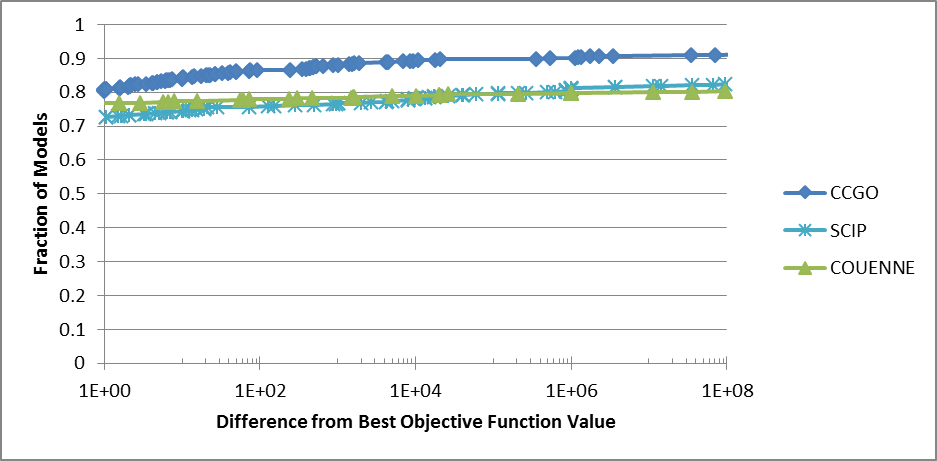 1
0.9
0.8
0.7
0.6
0.5
0.4
0.3
0.2
0.1
0
Fraction of Models
1E+00 1E+02 1E+04 1E+06 1E+08
Difference from Best Objective Function Value
CCGO
SCIP
COUENNE